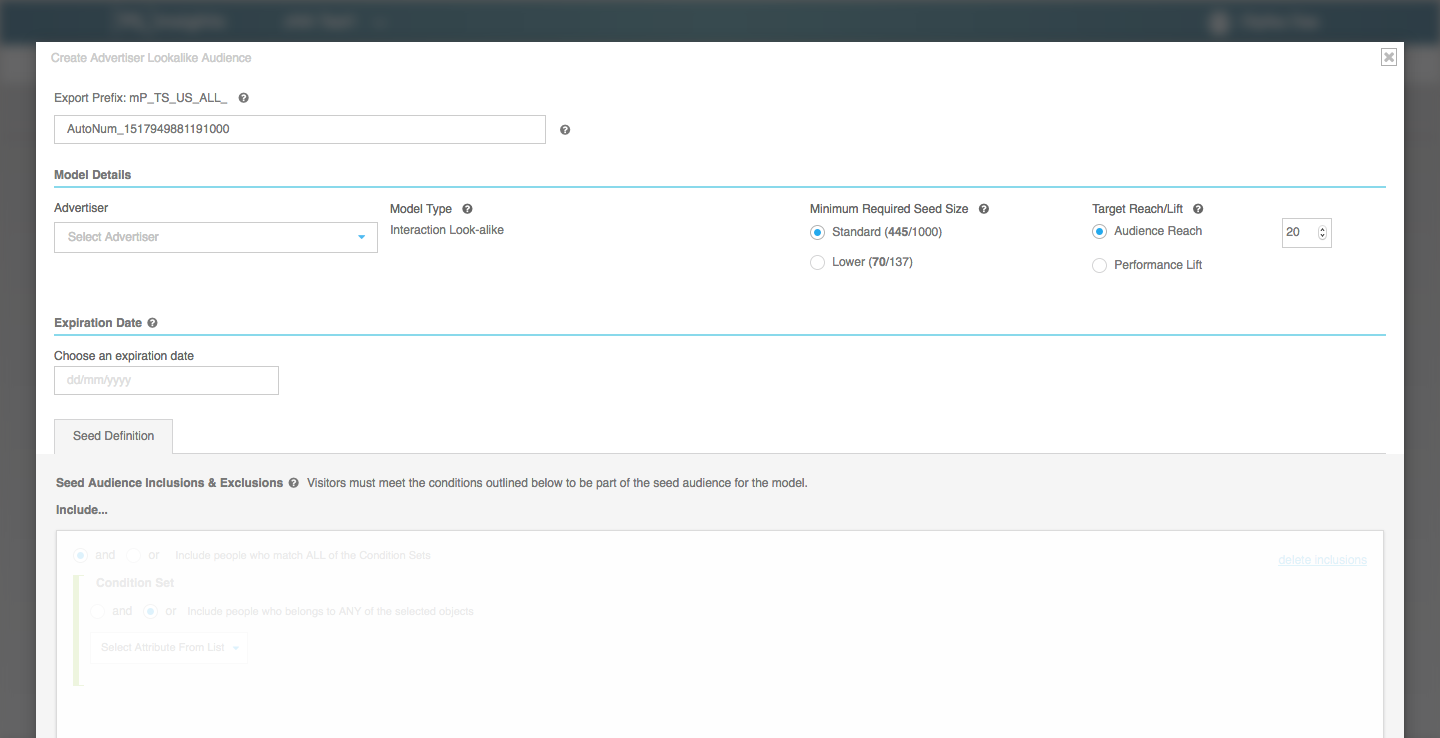 Create Advertiser Lookalike Audience
Export Prefix: mP_TS_US_ALL_
AutoNum_1517949881191000
Model Details
Advertiser
Select Advertiser
Model Type
Interaction Look-alike
Minimum Required Seed Size
Standard (445/1000)
Lower (70/137)
Target Reach/Lift
Audience Reach
20
Performance Lift
Expiration Date
Choose an expiration date
dd/mm/yyyy
Seed Definition
Seed Audience Inclusions & Exclusions Visitors must meet the conditions outlined below to be part of the seed audience for the model.
Include...
and or Include people who match ALL of the Condition Sets
delete inclusions
Condition Set
and or Include people who belongs to ANY of the selected objects
Select Attribute From List